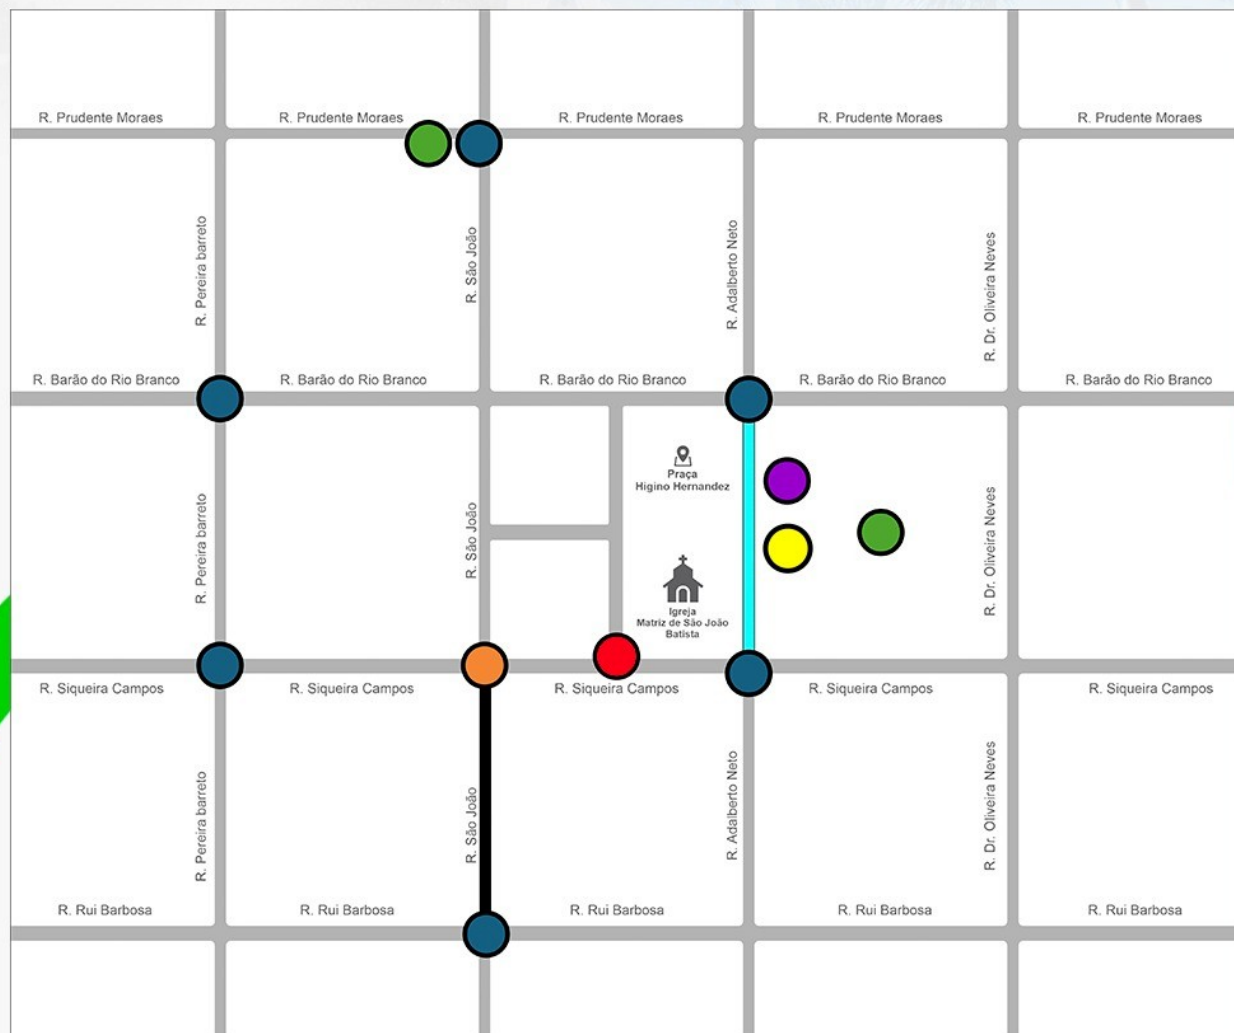 R. Prudente Moraes
R. Prudente Moraes
R. Prudente Moraes
R. Prudente Moraes
R. Prudente Moraes
R. Pereira barreto
R. São João
R. Adalberto Neto
R. Dr. Oliveira Neves
R. Barão do Rio Branco
R. Barão do Rio Branco
R. Barão do Rio Branco
R. Barão do Rio Branco
R. Barão do Rio Branco
Praça
Higino Hernandez
R. Pereira barreto
R. São João
R. Dr. Oliveira Neves
Igreja
Matriz de São João
Batista
R. Siqueira Campos
R. Siqueira Campos
R. Siqueira Campos
R. Siqueira Campos
R. Siqueira Campos
R. Pereira barreto
R. São João
R. Adalberto Neto
R. Dr. Oliveira Neves
R. Rui Barbosa
R. Rui Barbosa
R. Rui Barbosa
R. Rui Barbosa
R. Rui Barbosa